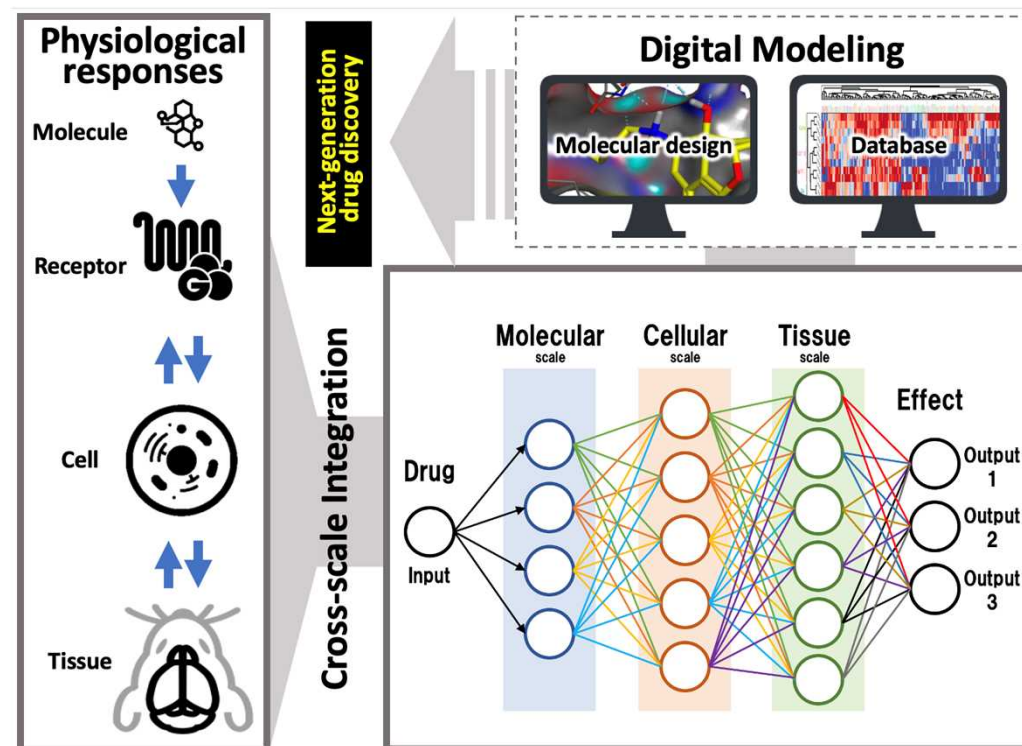 Physiological
responses
Molecule
Receptor
G
Cell
Tissue
Next-generation
drug discovery
Cross-scale Integration
Digital Modeling
Molecular design
Database
Molecular
scale
Cellular
scale
Tissue
scale
Drug
Input
Effect
Output
1
Output
2
Output
3